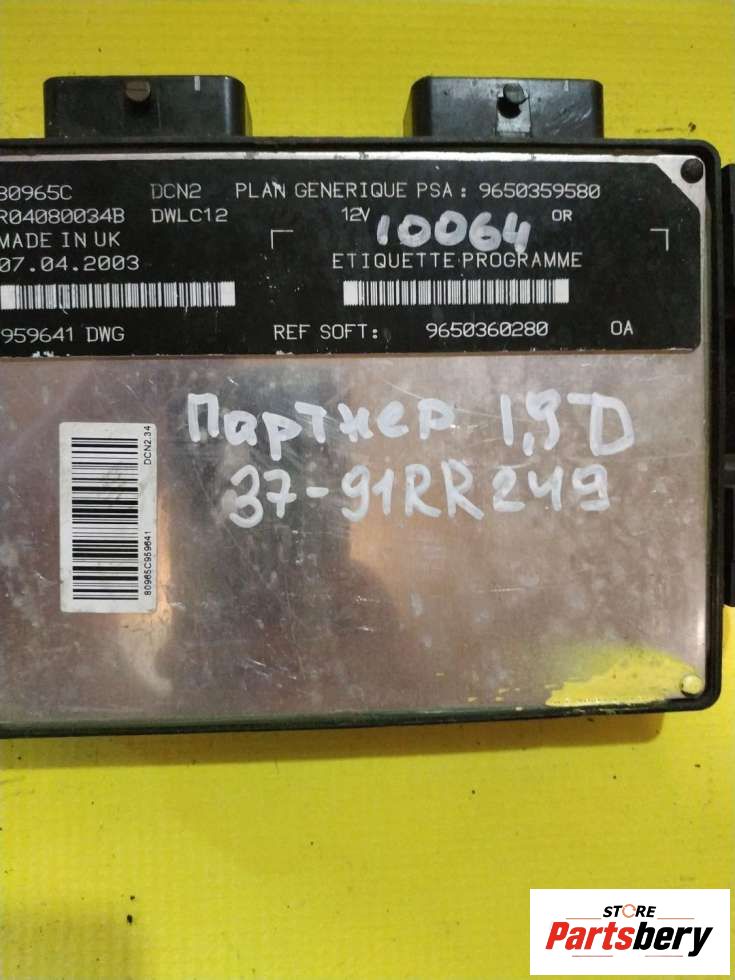 80965C DCN2 PLAN GENERIQUE PSA : 9650359580
R04080034B DWLC12 12V 10064 OR
MADE IN UK
07.04.2003 ETIQUETTE PROGRAMME
959641 DWG REF SOFT: 9650360280 0A
Партнер 1,9D
37-91RR249
DCN2.34
80965C959641
STORE
Partsbery